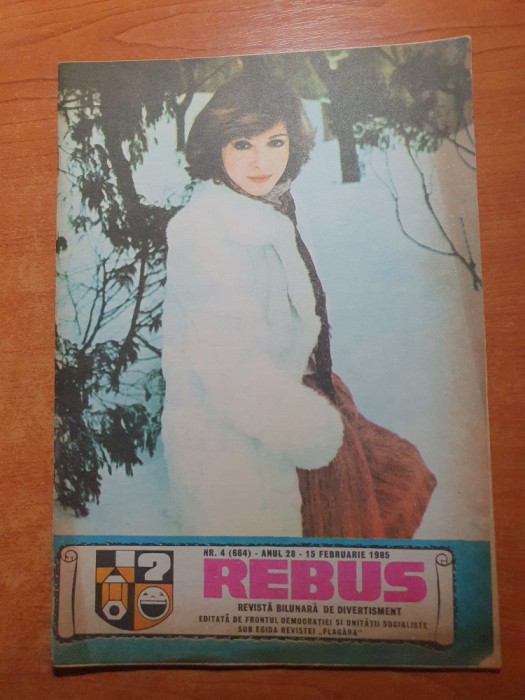 NR. 4 (664) - ANUL 28 - 15 FEBRUARIE 1985
REBUS
REVISTĂ BILUNARĂ DE DIVERTISMENT
EDITATĂ DE FRONTUL DEMOCRAȚIEI ȘI UNITĂȚII SOCIALISTE
SUB EGIDA REVISTEI „FLACĂRA"